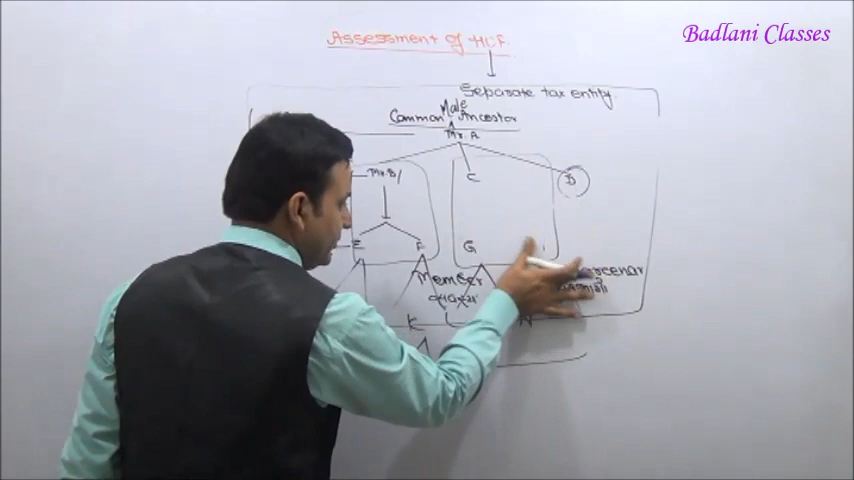 Badlani Classes
Assessment of HUF.
Separate tax entity.
Male
Common Ancestor
Mr. A
Mr. B/ C D
E F G
Member
K